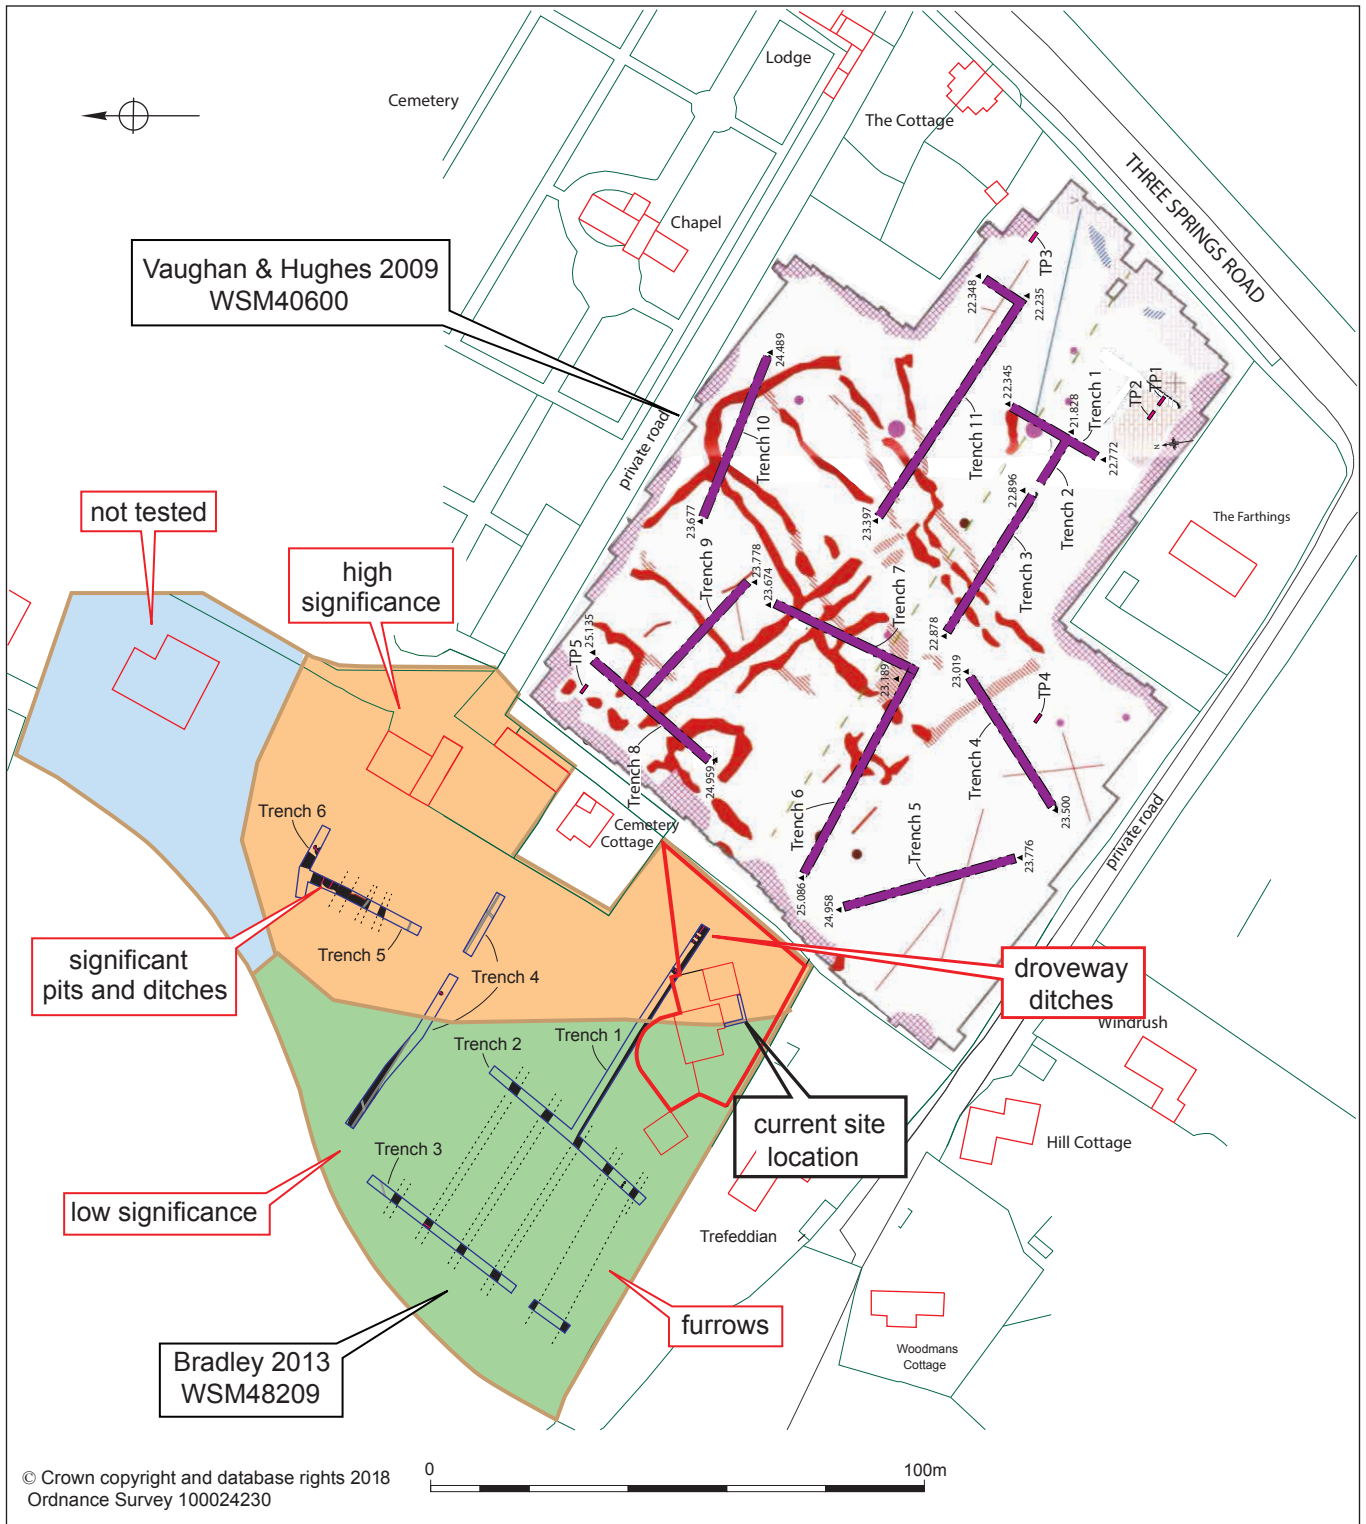 Lodge
Cemetery
The Cottage
THREE SPRINGS ROAD
Chapel
Vaughan & Hughes 2009
WSM40600
private road
TP3
22.348
22.235
24.489
Trench 10
22.345
Trench 11
Trench 1
21.828
TP2
TP1
N
22.772
Trench 2
22.896
23.677
23.397
Trench 3
The Farthings
not tested
high
significance
Trench 9
23.778
23.674
Trench 7
22.878
25.135
TP5
23.189
23.019
TP4
Trench 8
24.959
Trench 4
Trench 6
Trench 6
Cemetery
Cottage
Trench 5
23.500
private road
23.776
25.086
24.958
significant
pits and ditches
Trench 5
Trench 4
droveway
ditches
Windrush
Trench 2
Trench 1
current site
location
Hill Cottage
Trench 3
low significance
Trefeddian
furrows
Woodmans
Cottage
Bradley 2013
WSM48209
© Crown copyright and database rights 2018
Ordnance Survey 100024230
0
100m